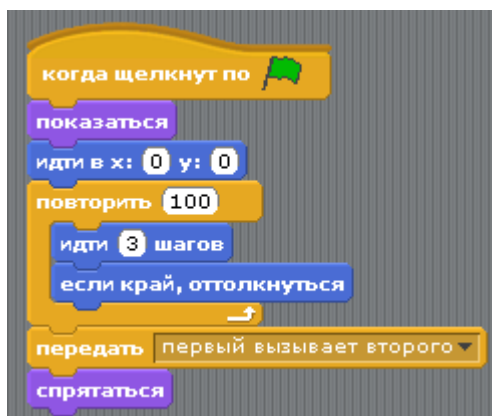 когда щелкнут по
показаться
идти в x: 0 y: 0
повторить 100
идти 3 шагов
если край, оттолкнуться
передать первый вызывает второго
спрятаться